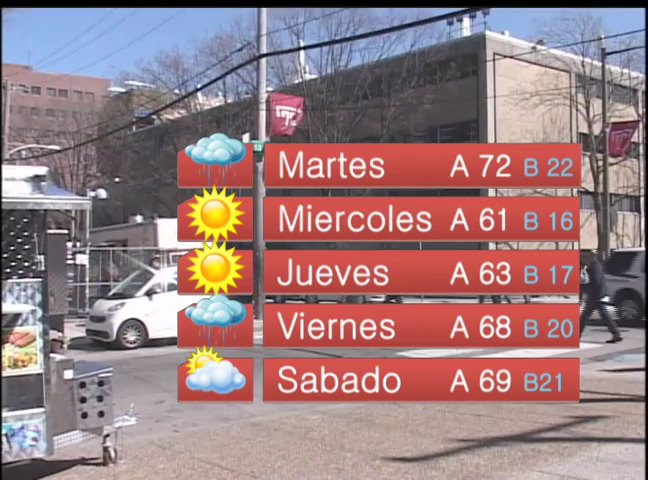 Martes A 72 B 22
Miercoles A 61 B 16
Jueves A 63 B 17
Viernes A 68 B 20
Sabado A 69 B21